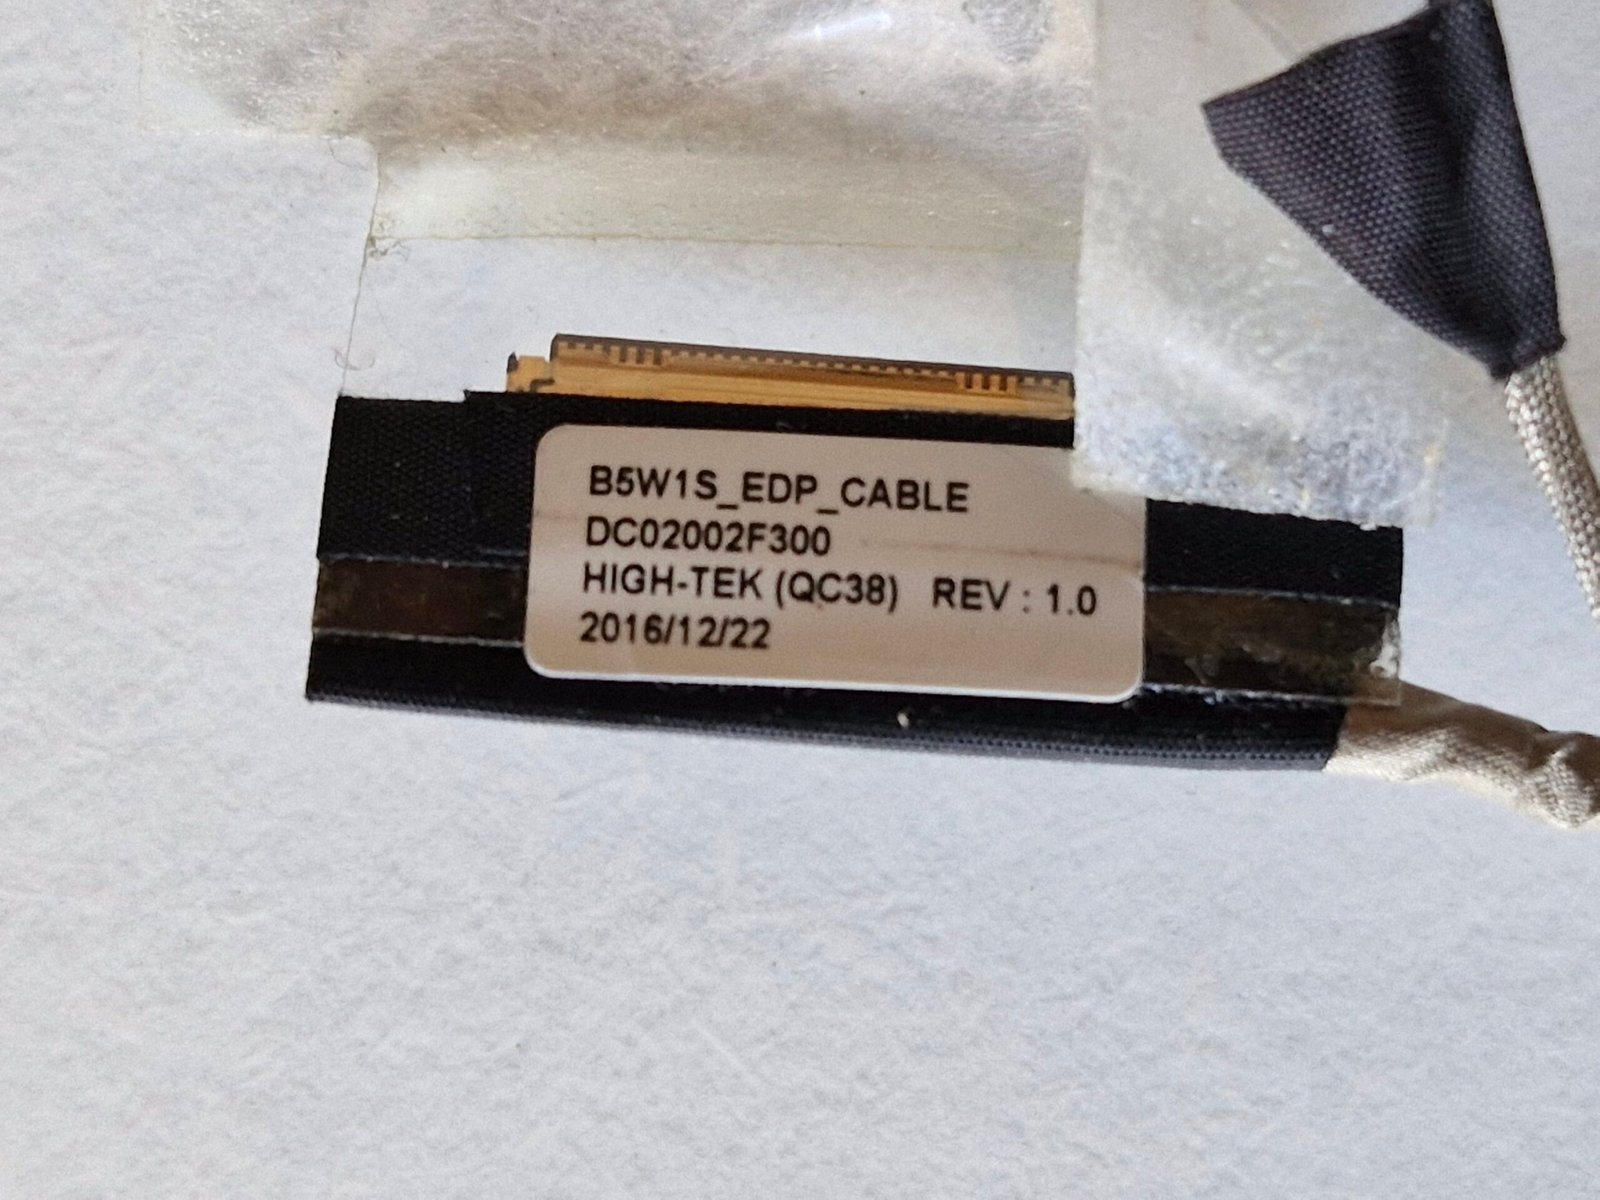 B5W1S_EDP_CABLE
DC02002F300
HIGH-TEK (QC38) REV : 1.0
2016/12/22